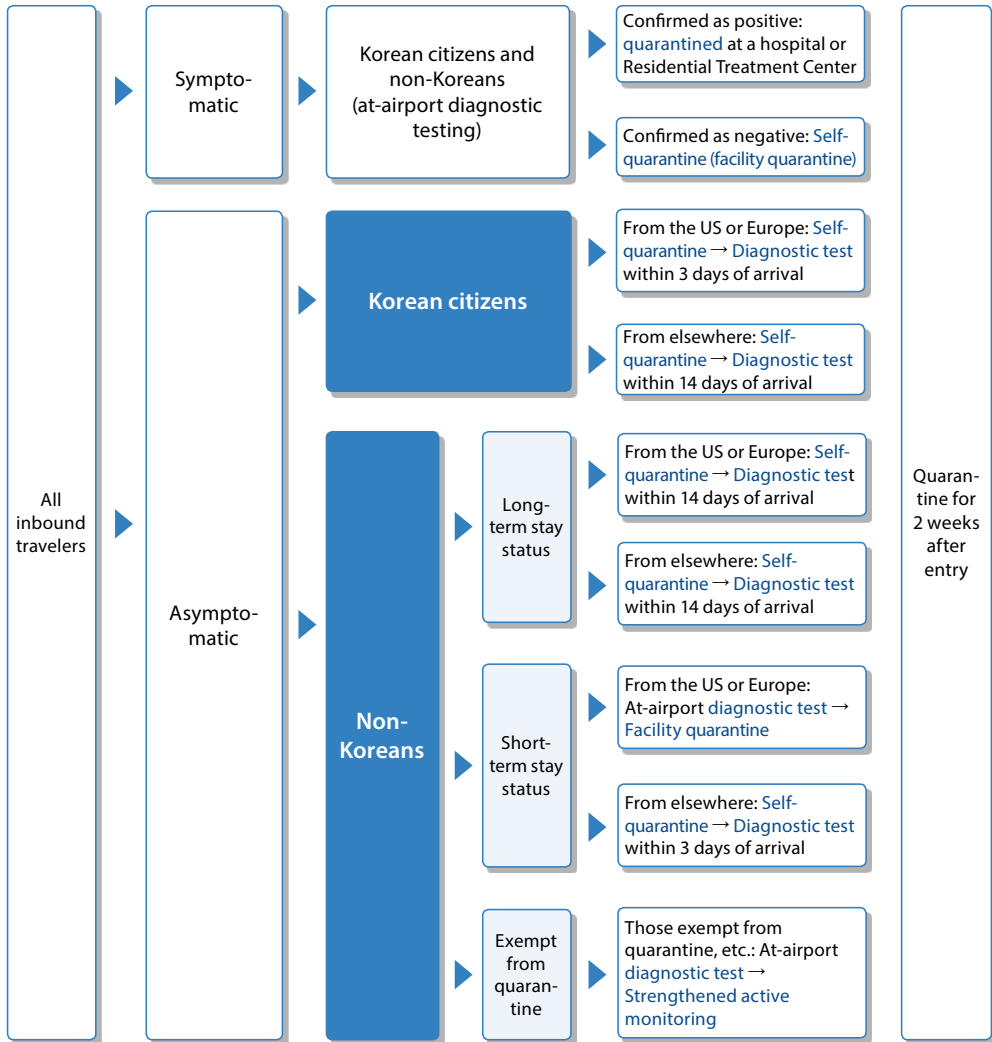 All
inbound
travelers
Sympto-
matic
Korean citizens and
non-Koreans
(at-airport diagnostic
testing)
Confirmed as positive:
quarantined at a hospital or
Residential Treatment Center
Confirmed as negative: Self-
quarantine (facility quarantine)
Asympto-
matic
Korean citizens
From the US or Europe: Self-
quarantine → Diagnostic test
within 3 days of arrival
From elsewhere: Self-
quarantine → Diagnostic test
within 14 days of arrival
Non-
Koreans
Long-
term stay
status
From the US or Europe: Self-
quarantine → Diagnostic test
within 14 days of arrival
From elsewhere: Self-
quarantine → Diagnostic test
within 14 days of arrival
Short-
term stay
status
From the US or Europe:
At-airport diagnostic test →
Facility quarantine
From elsewhere: Self-
quarantine → Diagnostic test
within 3 days of arrival
Exempt
from
quaran-
tine
Those exempt from
quarantine, etc.: At-airport
diagnostic test →
Strengthened active
monitoring
Quaran-
tine for
2 weeks
after
entry